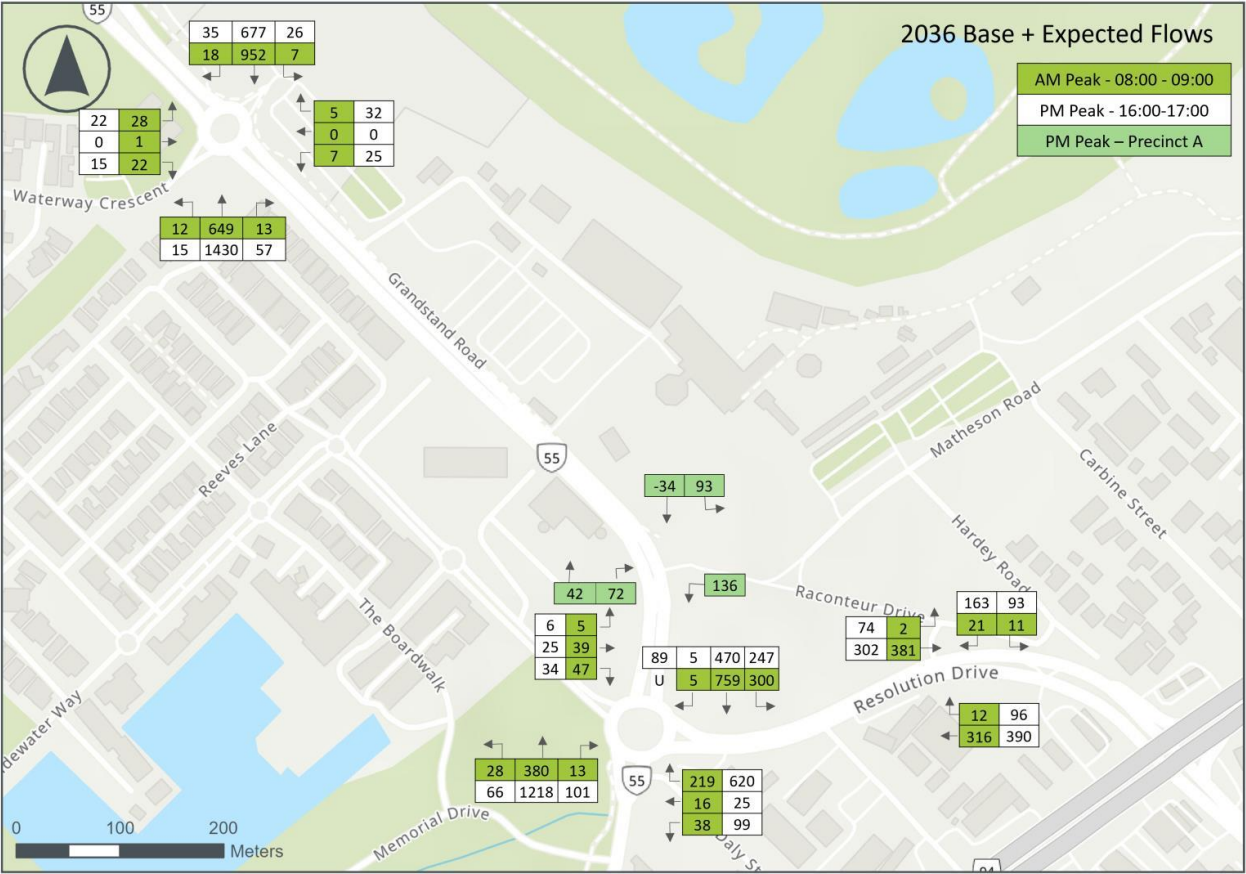 55
2036 Base + Expected Flows
AM Peak - 08:00 - 09:00
PM Peak - 16:00-17:00
PM Peak – Precinct A
35 677 26
18 952 7
22 28
0 1
15 22
5 32
0 0
7 25
Waterway Crescent
12 649 13
15 1430 57
Grandstand Road
Reeves Lane
55
Matheson Road
Carbine Street
Hardey Road
-34 93
42 72
136
Raconteur Drive
The Boardwalk
6 5
25 39
34 47
89 5 470 247
U 5 759 300
74 2
302 381
163 93
21 11
Resolution Drive
12 96
316 390
dewater Way
28 380 13
66 1218 101
55
219 620
16 25
38 99
Memorial Drive
Daly St
0 100 200
Meters